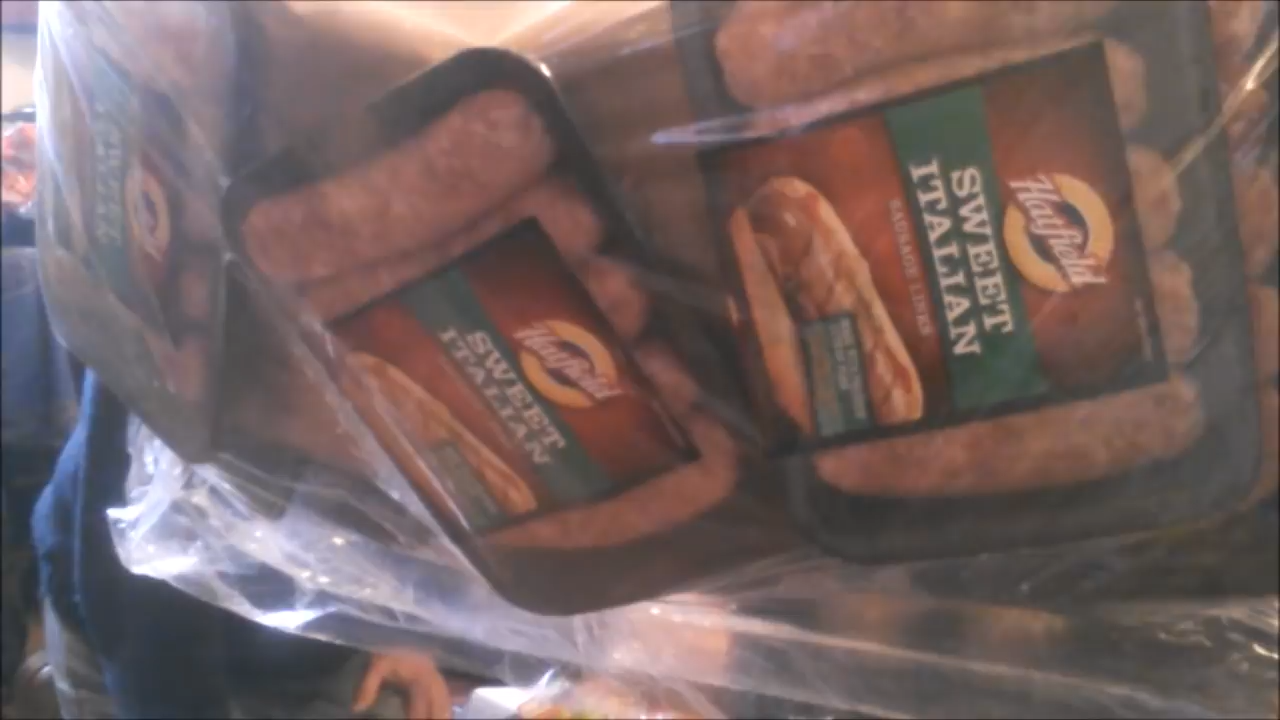 Hatfield
SWEET
ITALIAN
SAUSAGE LINKS
Hatfield
SWEET
ITALIAN